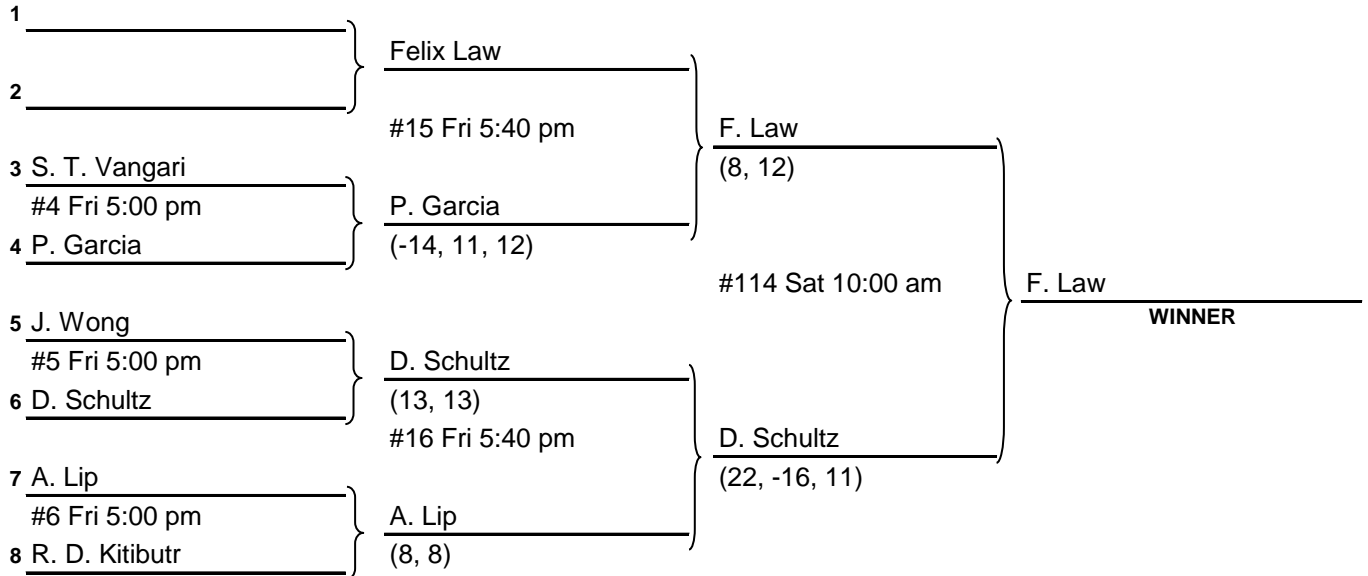 1
Felix Law
2
#15 Fri 5:40 pm
F. Law
3 S. T. Vangari
(8, 12)
#4 Fri 5:00 pm
P. Garcia
4 P. Garcia
(-14, 11, 12)
#114 Sat 10:00 am
F. Law
WINNER
5 J. Wong
#5 Fri 5:00 pm
D. Schultz
6 D. Schultz
(13, 13)
#16 Fri 5:40 pm
D. Schultz
7 A. Lip
(22, -16, 11)
#6 Fri 5:00 pm
A. Lip
8 R. D. Kitibutr
(8, 8)